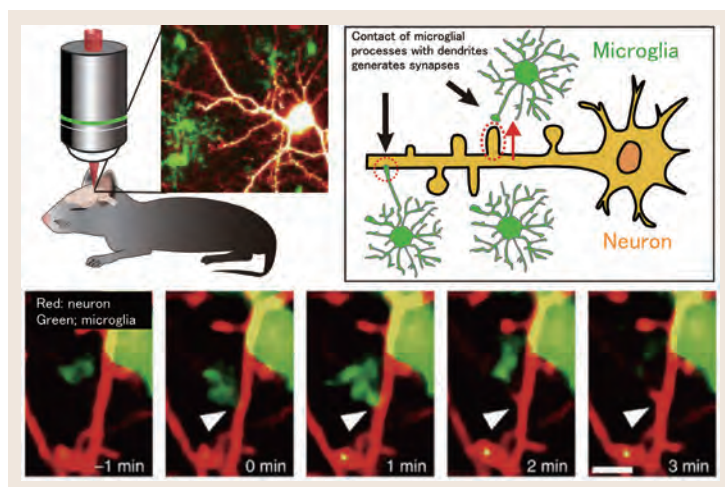 Contact of microglial
processes with dendrites
generates synapses
Microglia
Neuron
Red: neuron
Green; microglia
−1 min
0 min
1 min
2 min
3 min